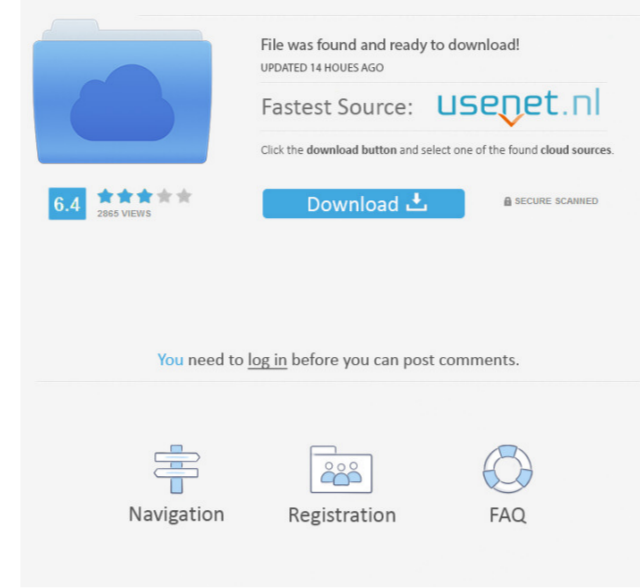 File was found and ready to download!
UPDATED 14 HOUES AGO
Fastest Source: usenet.nl
Click the download button and select one of the found cloud sources.
6.4
2865 VIEWS
Download
SECURE SCANNED
You need to log in before you can post comments.
Navigation
Registration
FAQ